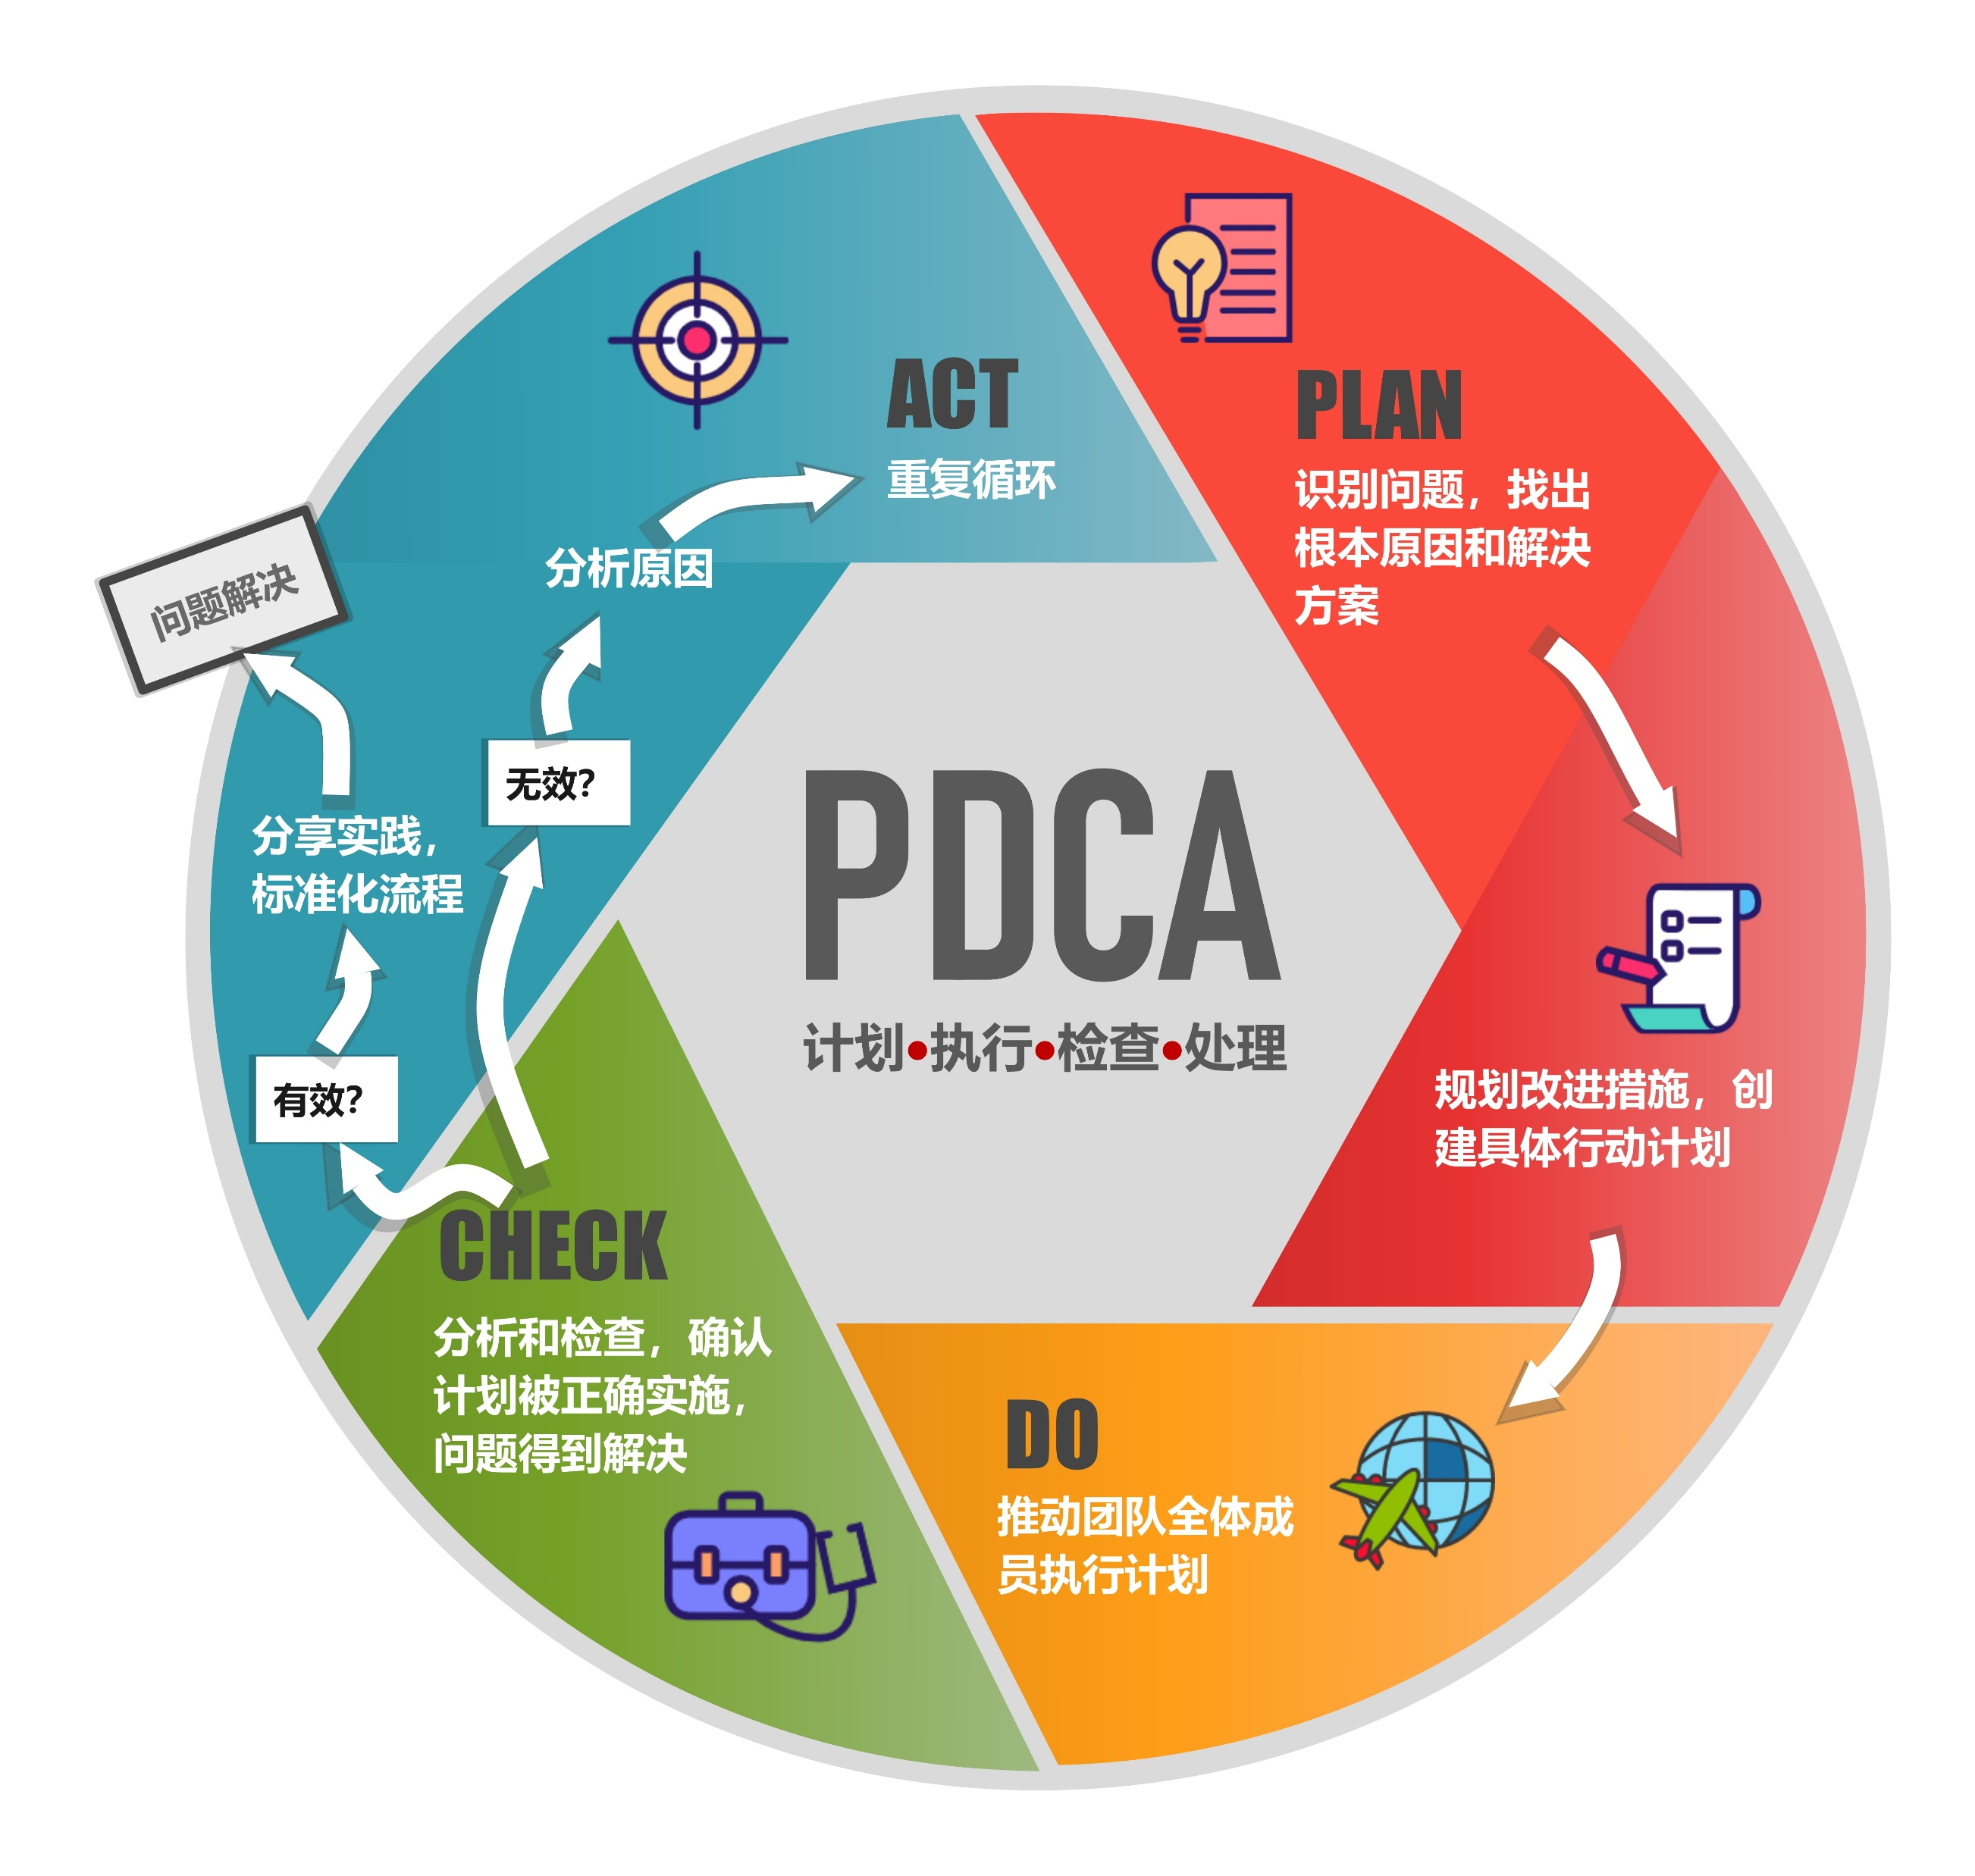 ACT
重复循环
分析原因
问题解决
无效？
分享实践，
标准化流程
有效？
PLAN
识别问题，找出
根本原因和解决
方案
规划改进措施，创
建具体行动计划
PDCA
计划•执行•检查•处理
CHECK
分析和检查，确认
计划被正确实施，
问题得到解决
DO
推动团队全体成
员执行计划